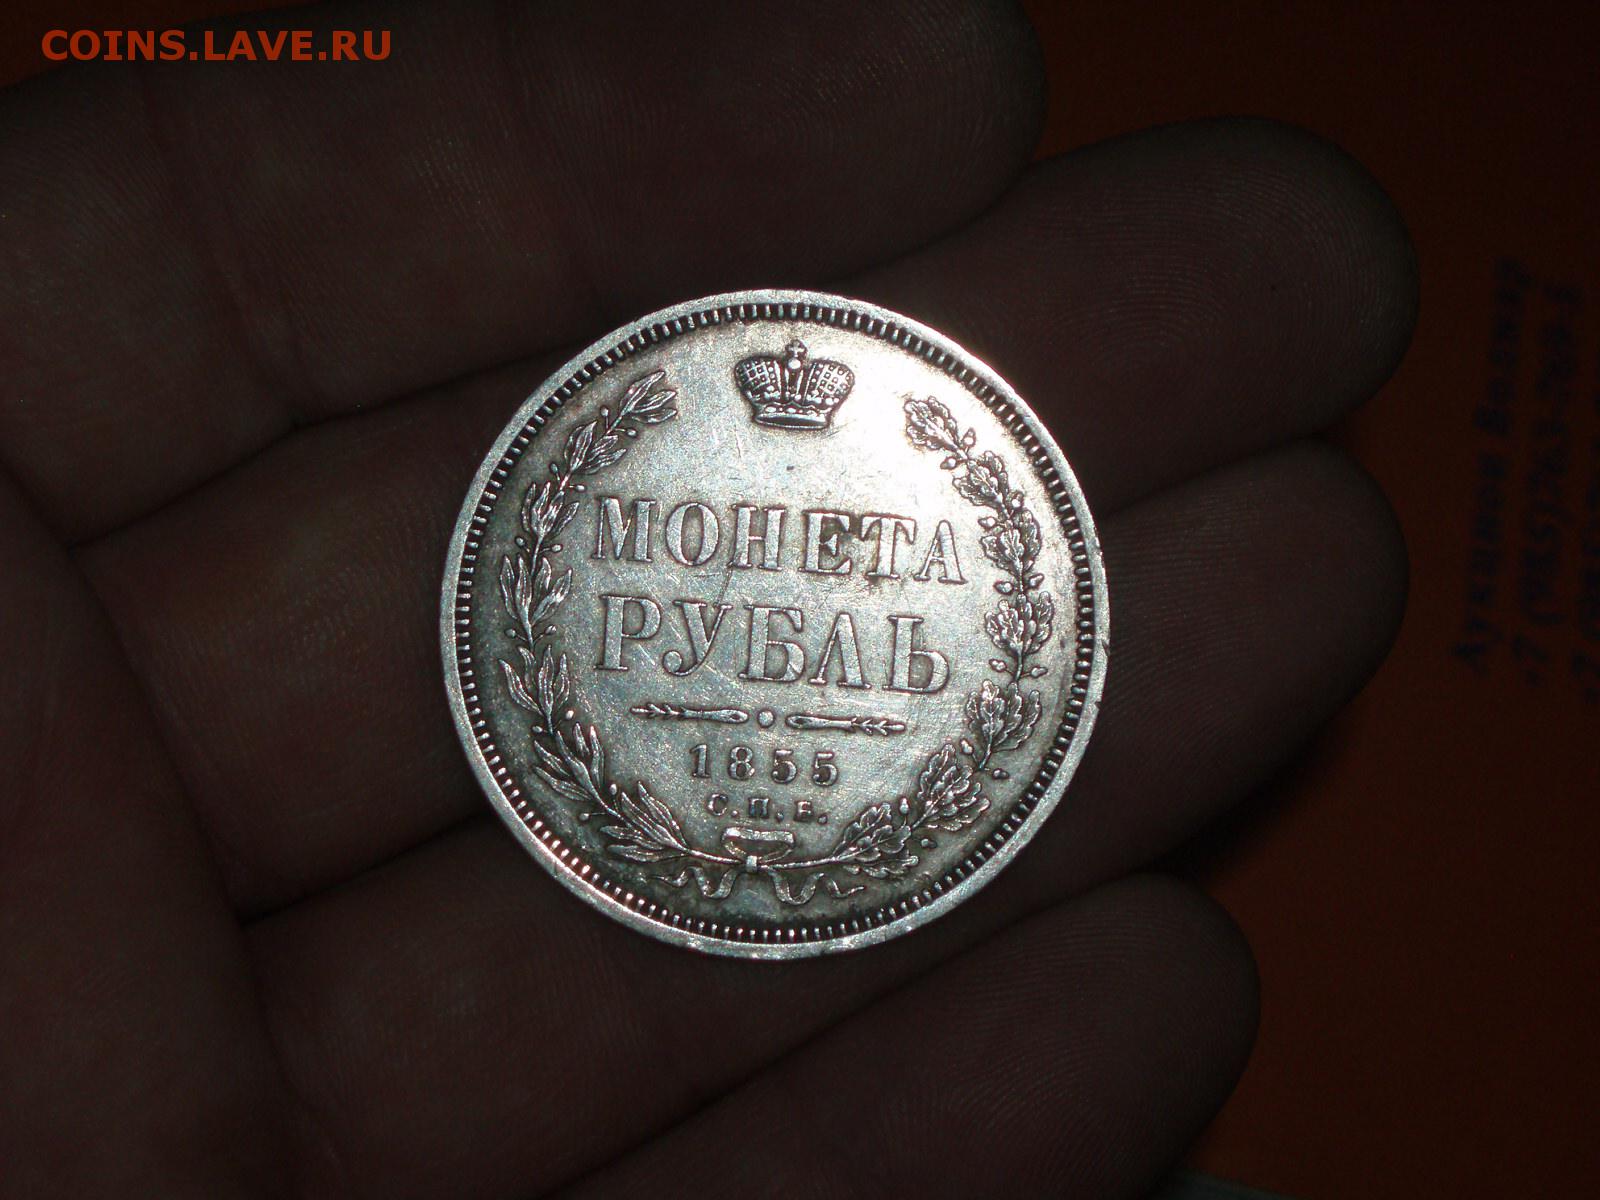 COINS.LAVE.RU
МОНЕТА
РУБЛЬ
1855
С.П.Б.